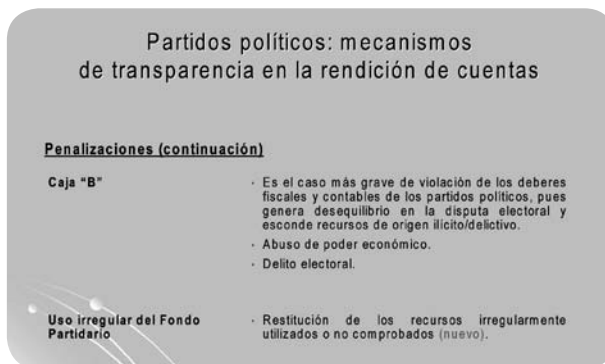 Partidos políticos: mecanismos
de transparencia en la rendición de cuentas
Penalizaciones (continuación)
Caja “B”
· Es el caso más grave de violación de los deberes
fiscales y contables de los partidos políticos, pues
genera desequilibrio en la disputa electoral y
esconde recursos de origen ilícito/delictivo.
· Abuso de poder económico.
· Delito electoral.
Uso irregular del Fondo
Partidario
· Restitución de los recursos irregularmente
utilizados o no comprobados (nuevo).